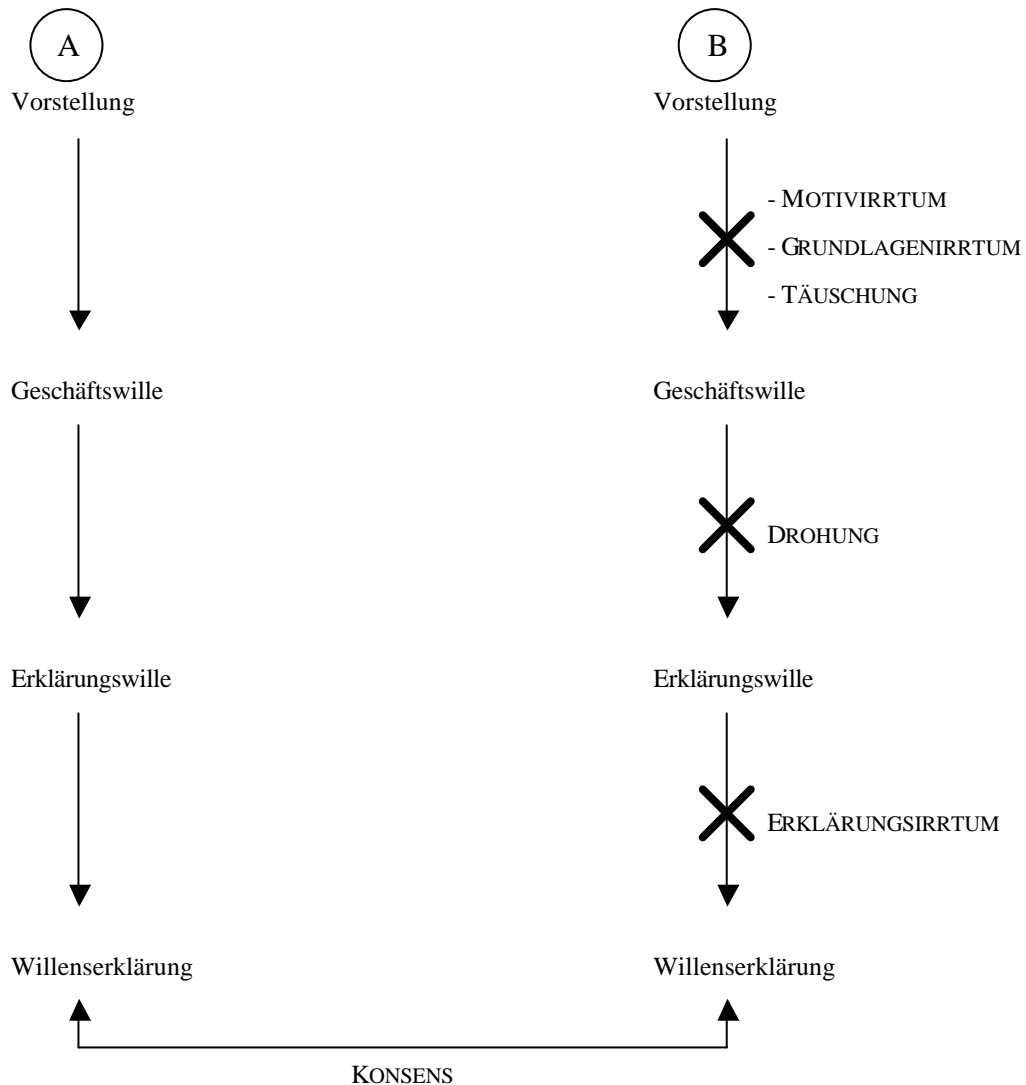 A
B
Vorstellung
Vorstellung
- MOTIVIRRTUM
- GRUNDLAGENIRRTUM
- TÄUSCHUNG
Geschäftswille
Geschäftswille
DROHUNG
Erklärungswille
Erklärungswille
ERKLÄRUNGSIRRTUM
Willenserklärung
Willenserklärung
KONSENS